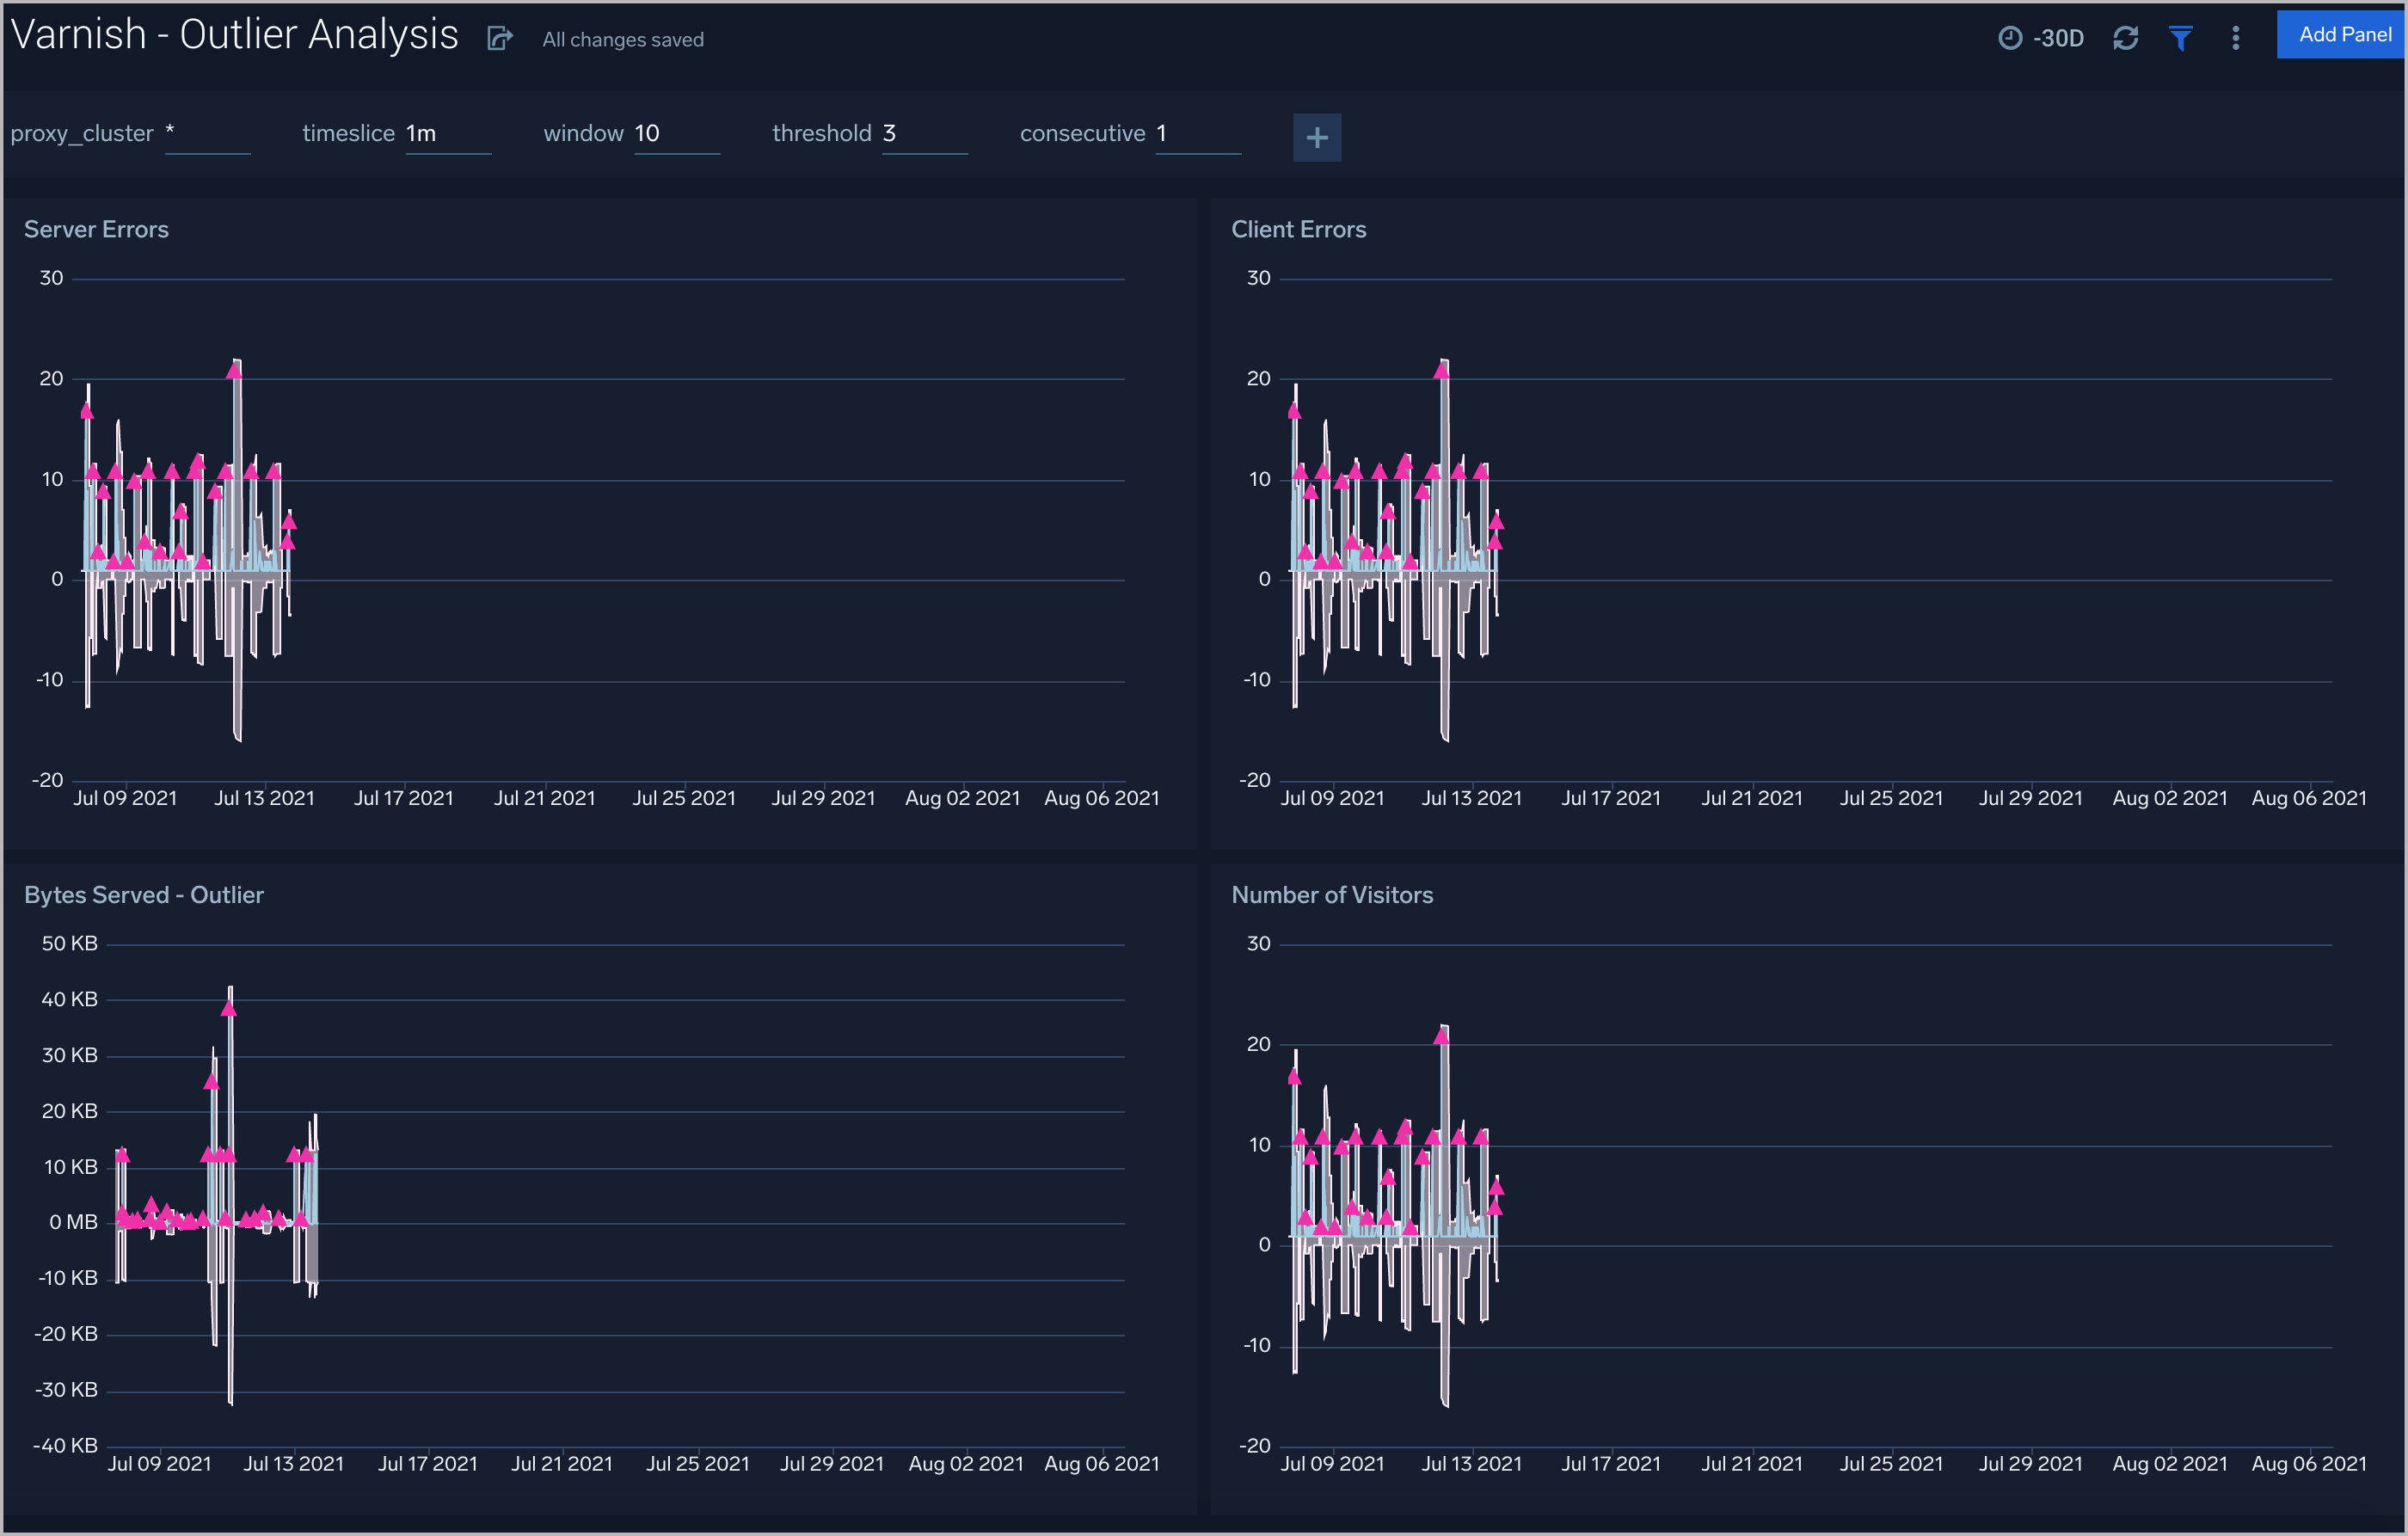 Varnish - Outlier Analysis
All changes saved
-30D
Add Panel
proxy_cluster *
timeslice 1m
window 10
threshold 3
consecutive 1
+
Server Errors
30
20
10
0
-10
-20
Jul 09 2021 Jul 13 2021 Jul 17 2021 Jul 21 2021 Jul 25 2021 Jul 29 2021 Aug 02 2021 Aug 06 2021
Client Errors
30
20
10
0
-10
-20
Jul 09 2021 Jul 13 2021 Jul 17 2021 Jul 21 2021 Jul 25 2021 Jul 29 2021 Aug 02 2021 Aug 06 2021
Bytes Served - Outlier
50 KB
40 KB
30 KB
20 KB
10 KB
0 MB
-10 KB
-20 KB
-30 KB
-40 KB
Jul 09 2021 Jul 13 2021 Jul 17 2021 Jul 21 2021 Jul 25 2021 Jul 29 2021 Aug 02 2021 Aug 06 2021
Number of Visitors
30
20
10
0
-10
-20
Jul 09 2021 Jul 13 2021 Jul 17 2021 Jul 21 2021 Jul 25 2021 Jul 29 2021 Aug 02 2021 Aug 06 2021